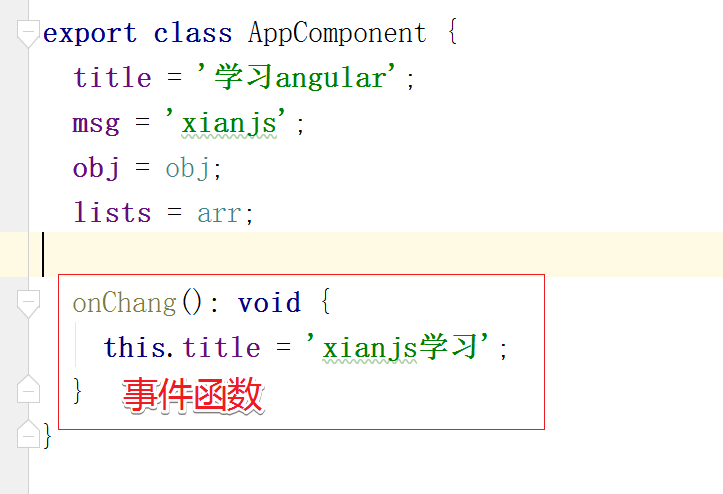 export class AppComponent {
title = '学习angular';
msg = 'xianjs';
obj = obj;
lists = arr;
onChang(): void {
this.title = 'xianjs学习';
} 事件函数
}